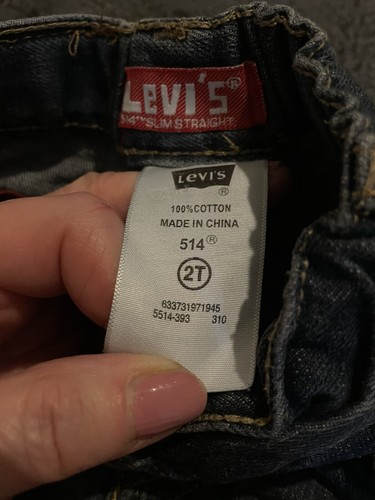 LEVI'S®
514™ SLIM STRAIGHT
LEVI'S
®
100% COTTON
MADE IN CHINA
514®
2T
633731971945
5514-393 310